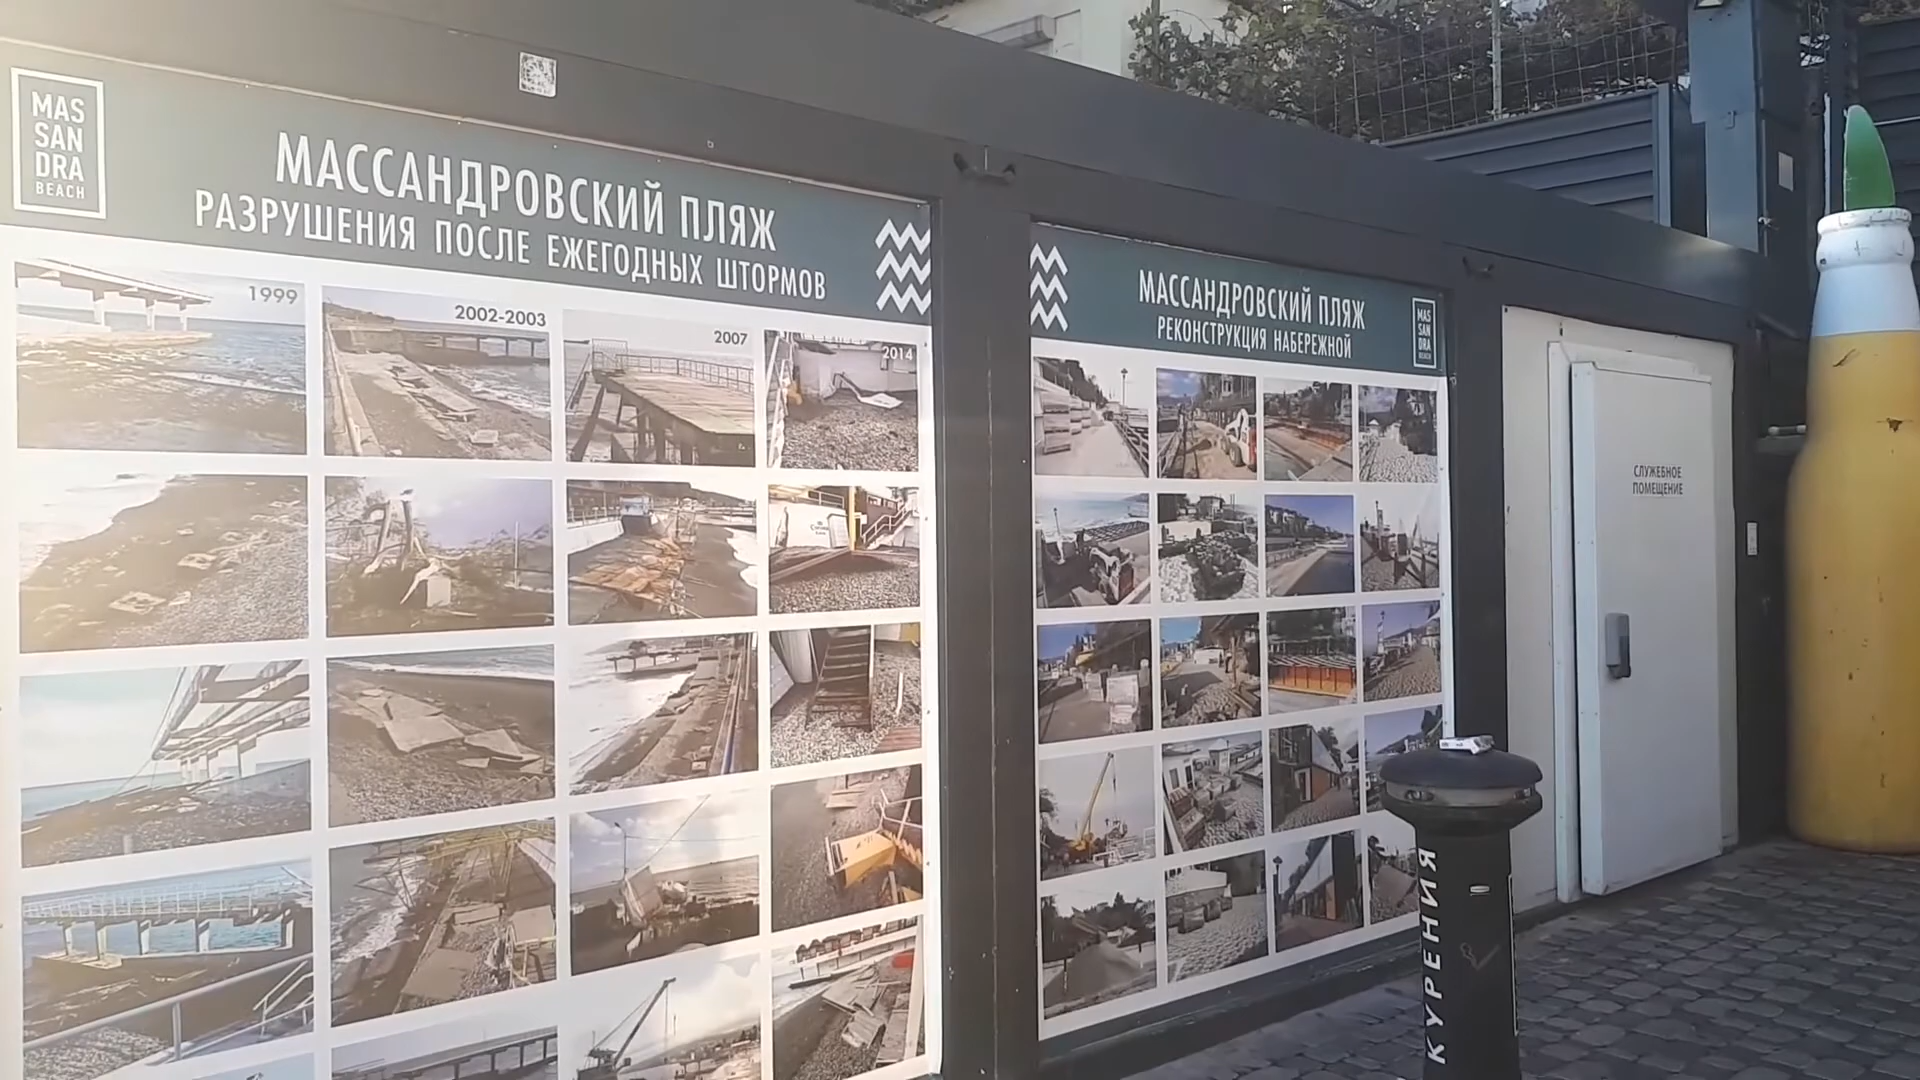 MAS
SAN
DRA
BEACH
МАССАНДРОВСКИЙ ПЛЯЖ
РАЗРУШЕНИЯ ПОСЛЕ ЕЖЕГОДНЫХ ШТОРМОВ
1999
2002-2003
2007
2014
МАССАНДРОВСКИЙ ПЛЯЖ
РЕКОНСТРУКЦИЯ НАБЕРЕЖНОЙ
MAS
SAN
DRA
BEACH
СЛУЖЕБНОЕ
ПОМЕЩЕНИЕ
КУРЕНИЯ